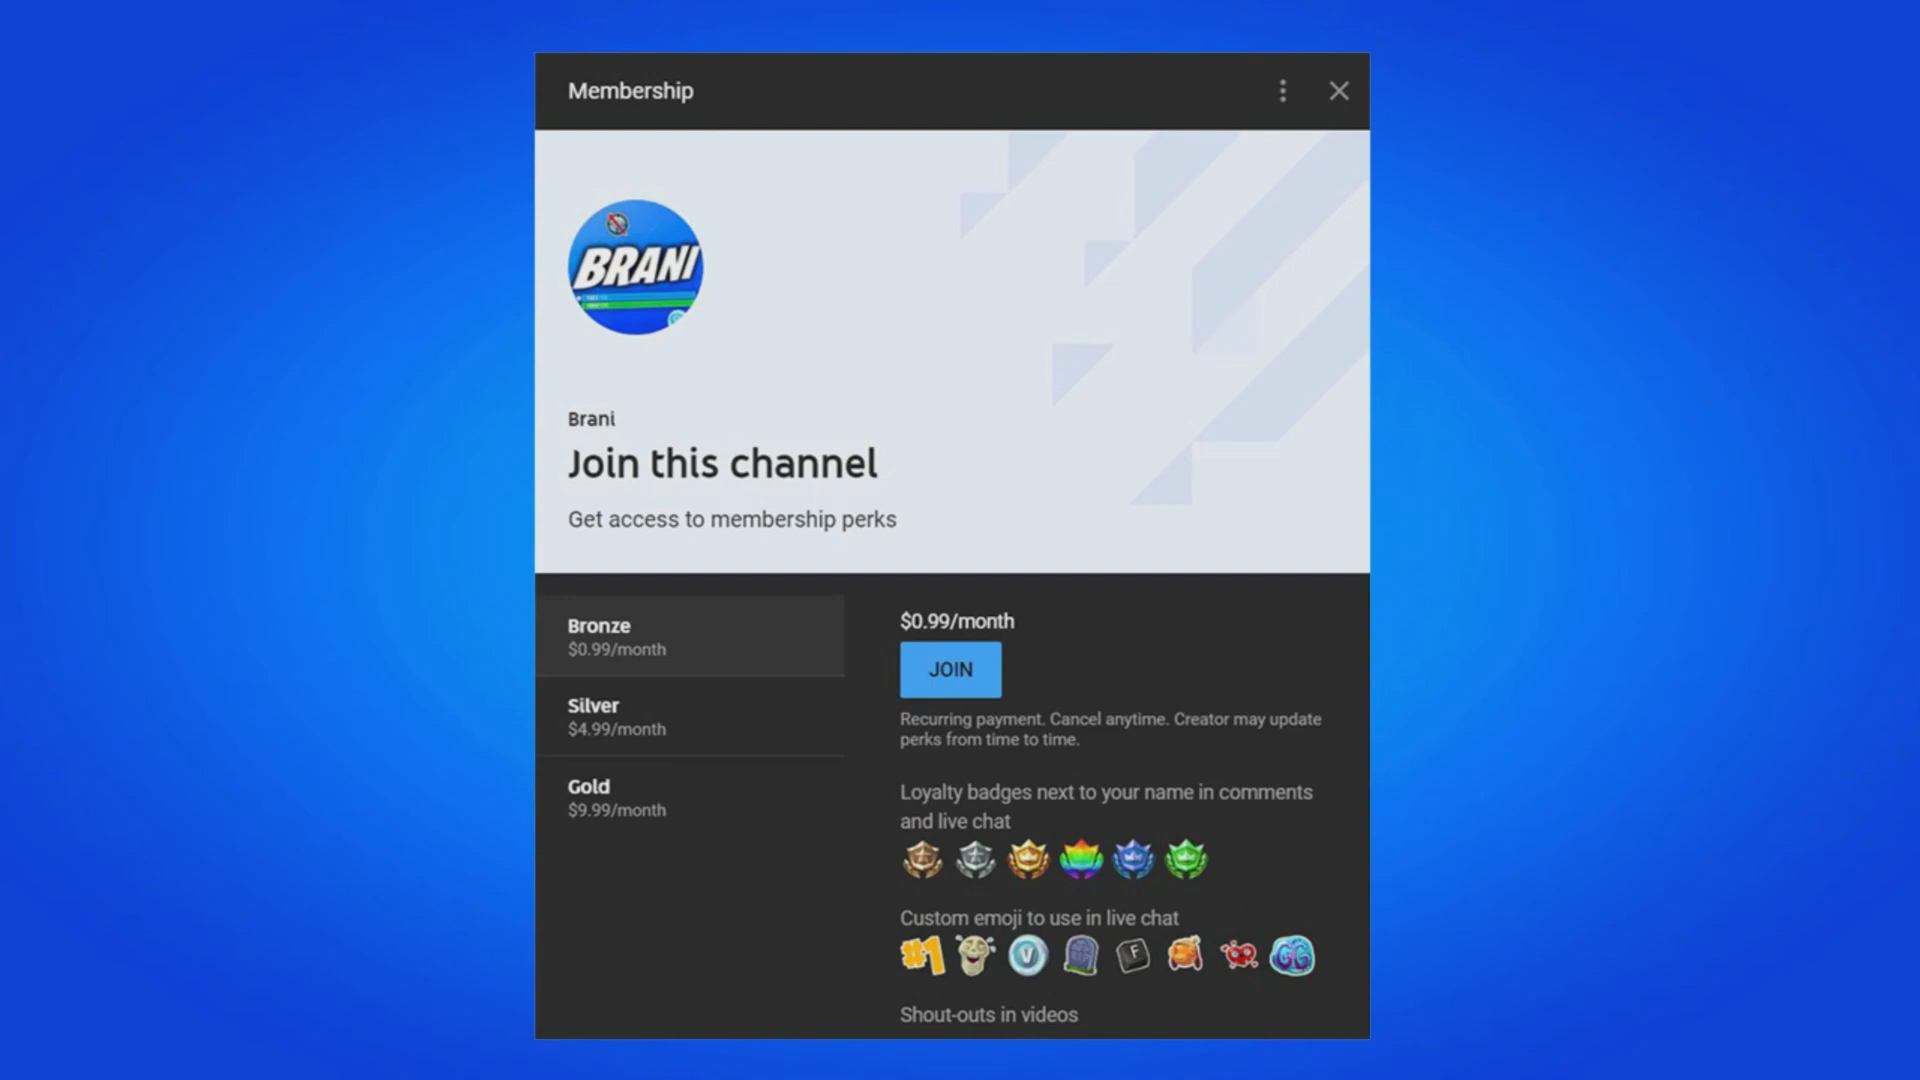 Membership
BRANI
Brani
Join this channel
Get access to membership perks
Bronze
$0.99/month
Silver
$4.99/month
Gold
$9.99/month
$0.99/month
JOIN
Recurring payment. Cancel anytime. Creator may update
perks from time to time.
Loyalty badges next to your name in comments
and live chat
Custom emoji to use in live chat
#1
V
F
GG
Shout-outs in videos